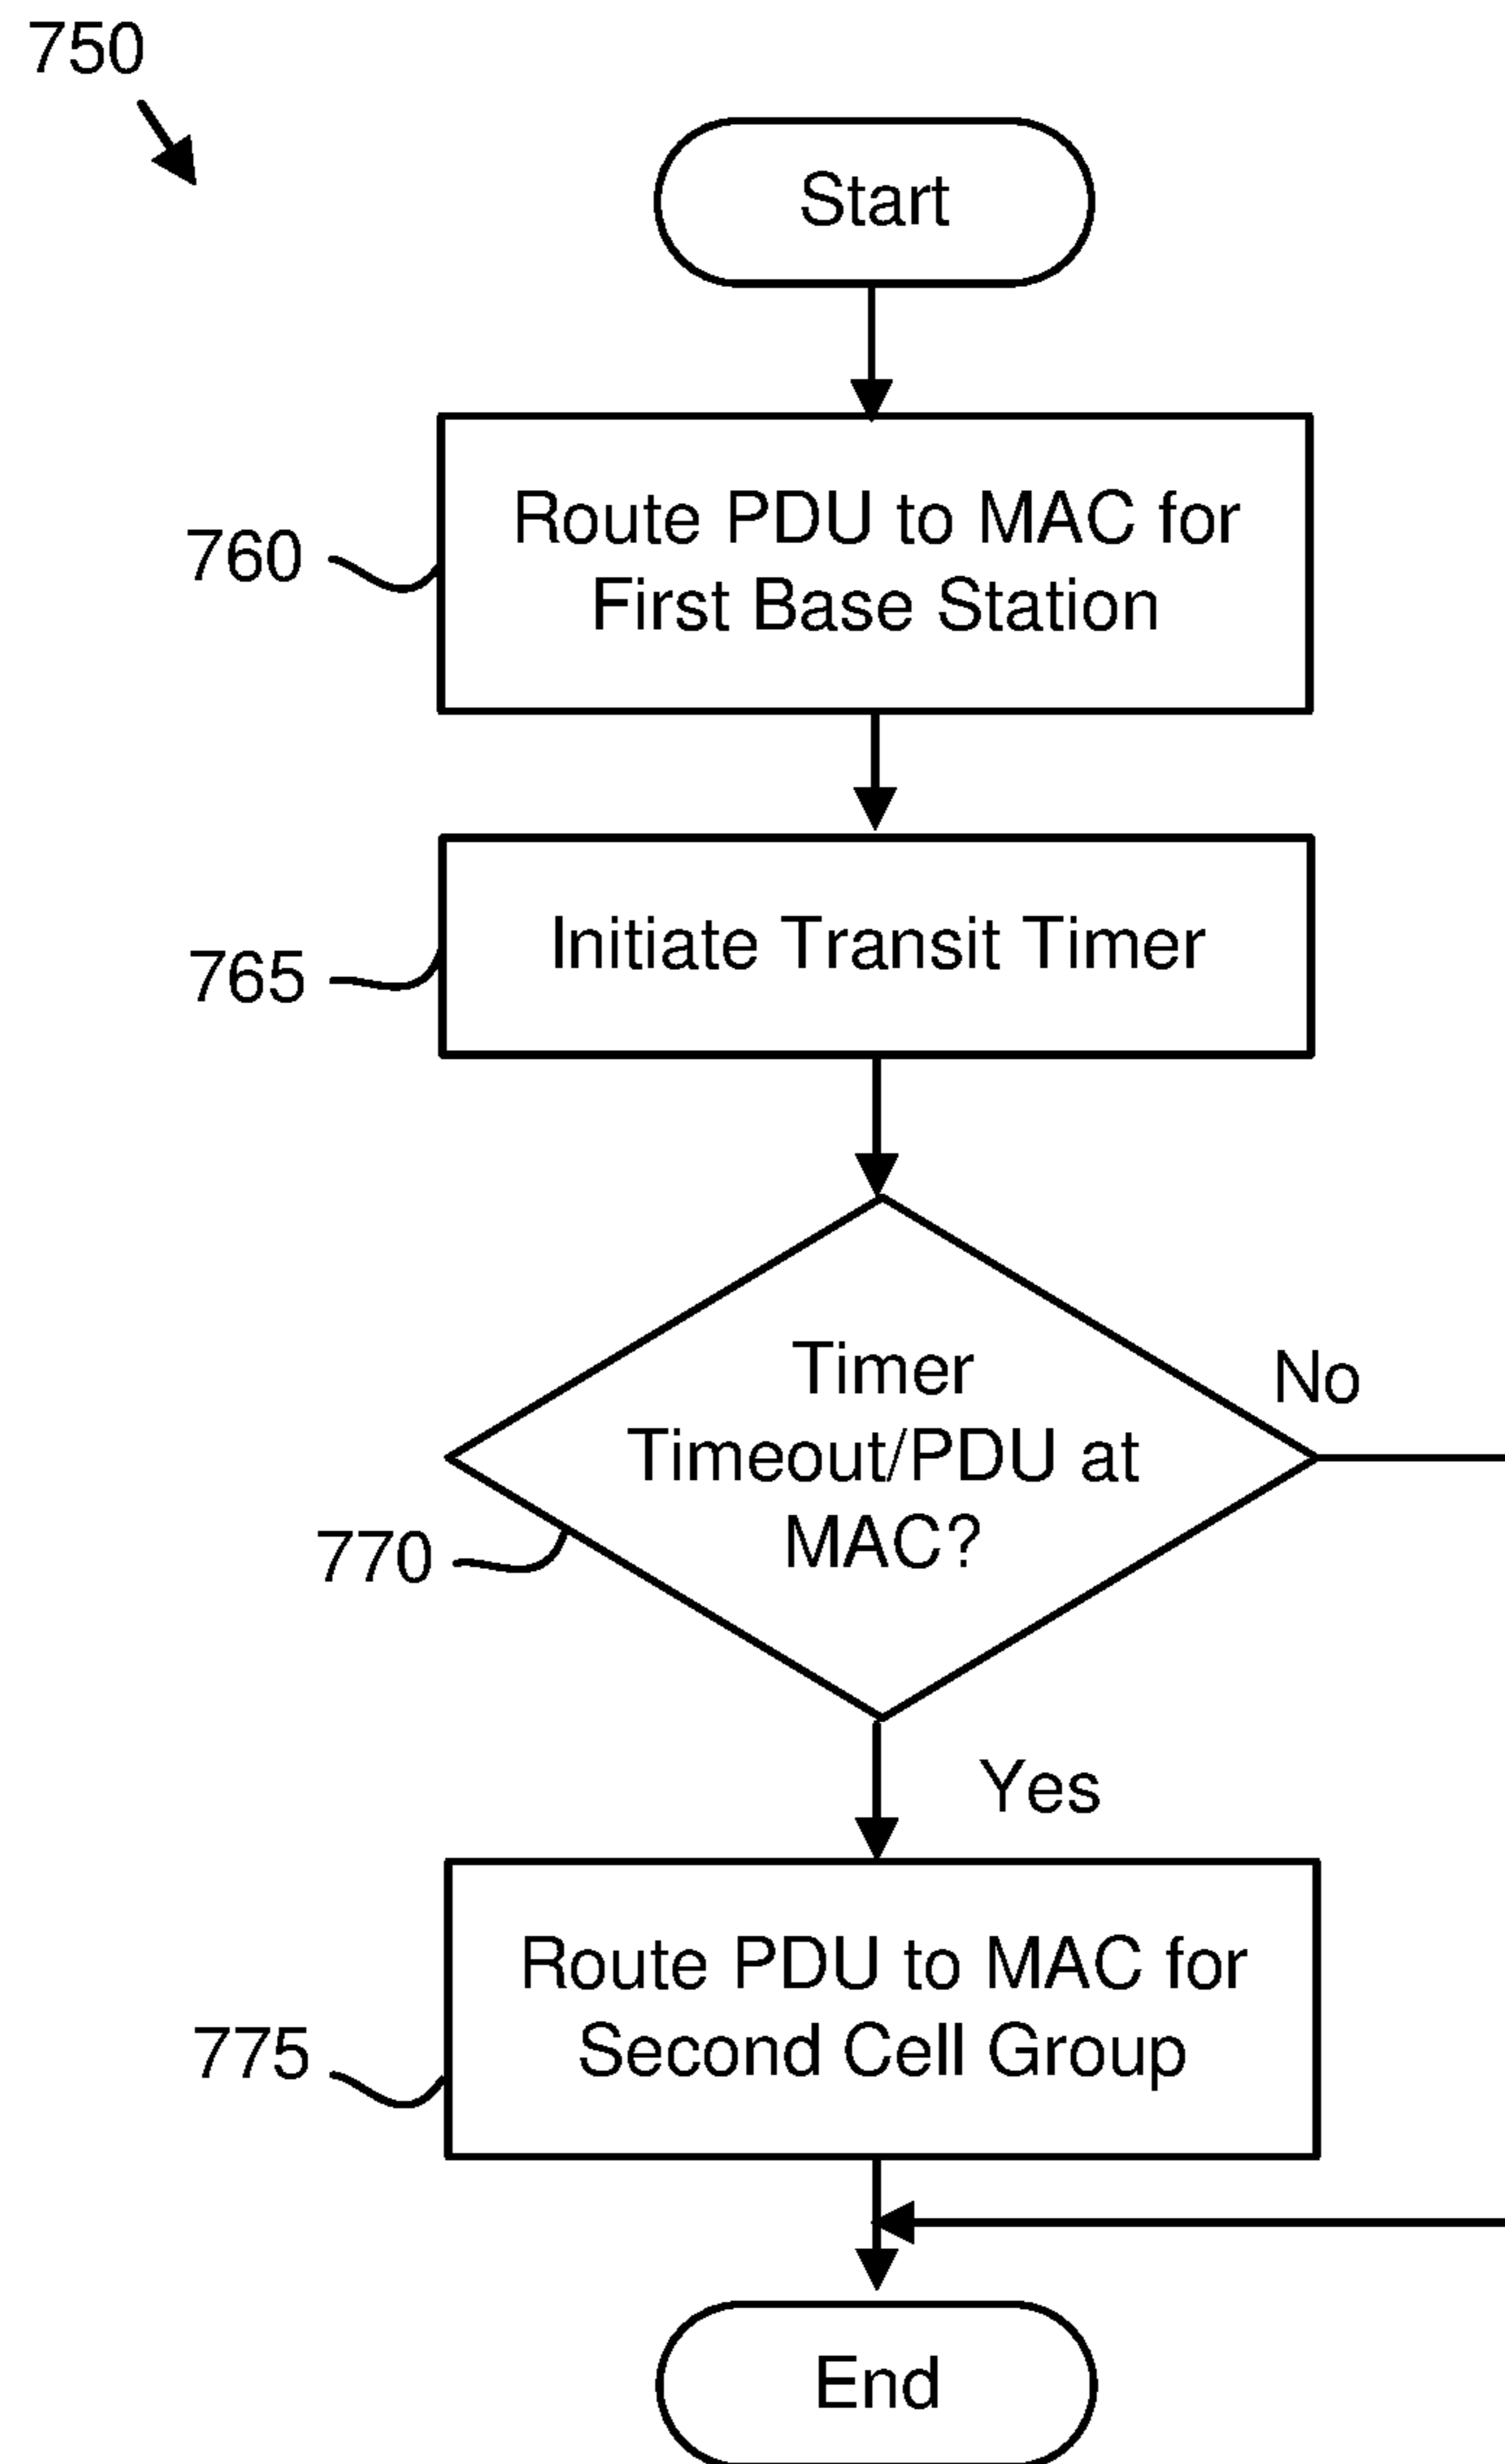 750
Start
Route PDU to MAC for
First Base Station
760
Initiate Transit Timer
765
Timer
Timeout/PDU at
MAC?
No
770
Yes
Route PDU to MAC for
Second Cell Group
775
End